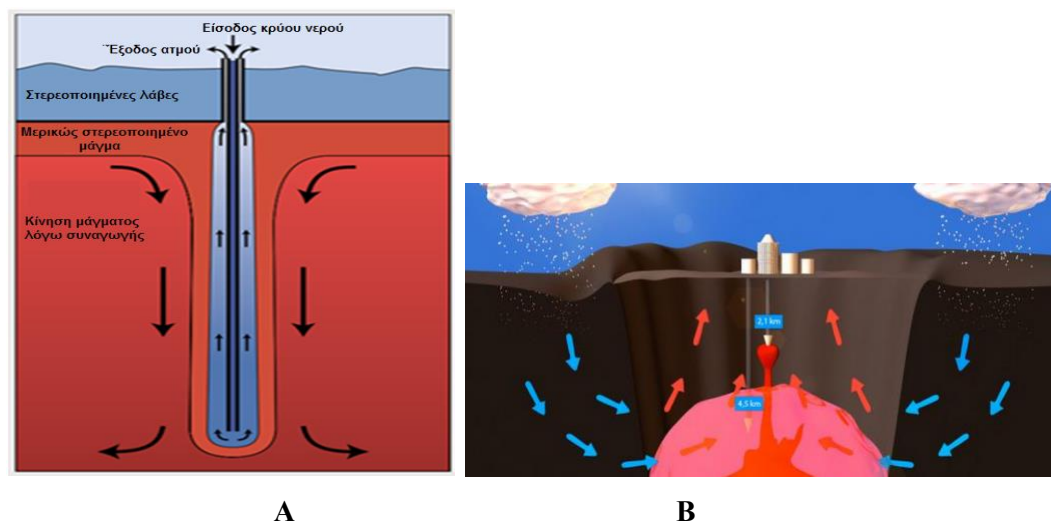 Είσοδος κρύου νερού
¨Έξοδος ατμού
Στερεοποιημένες λάβες
Μερικώς στερεοποιημένο
μάγμα
Κίνηση μάγματος
λόγω συναγωγής
2,1 km
4,5 km
A
B